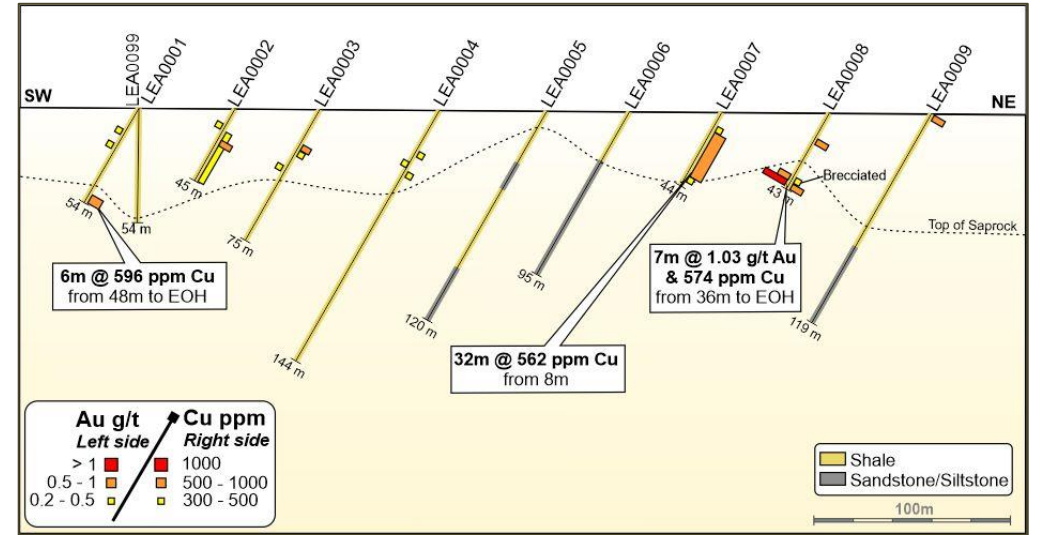 SW
NE
LEA0099
LEA0001
LEA0002
LEA0003
LEA0004
LEA0005
LEA0006
LEA0007
LEA0008
LEA0009
54 m
54 m
45 m
75 m
144 m
120 m
95 m
44 m
43 m
119 m
Brecciated
Top of Saprock
6m @ 596 ppm Cu
from 48m to EOH
7m @ 1.03 g/t Au
& 574 ppm Cu
from 36m to EOH
32m @ 562 ppm Cu
from 8m
Au g/t Cu ppm
Left side Right side
> 1 1000
0.5 - 1 500 - 1000
0.2 - 0.5 300 - 500
Shale
Sandstone/Siltstone
100m